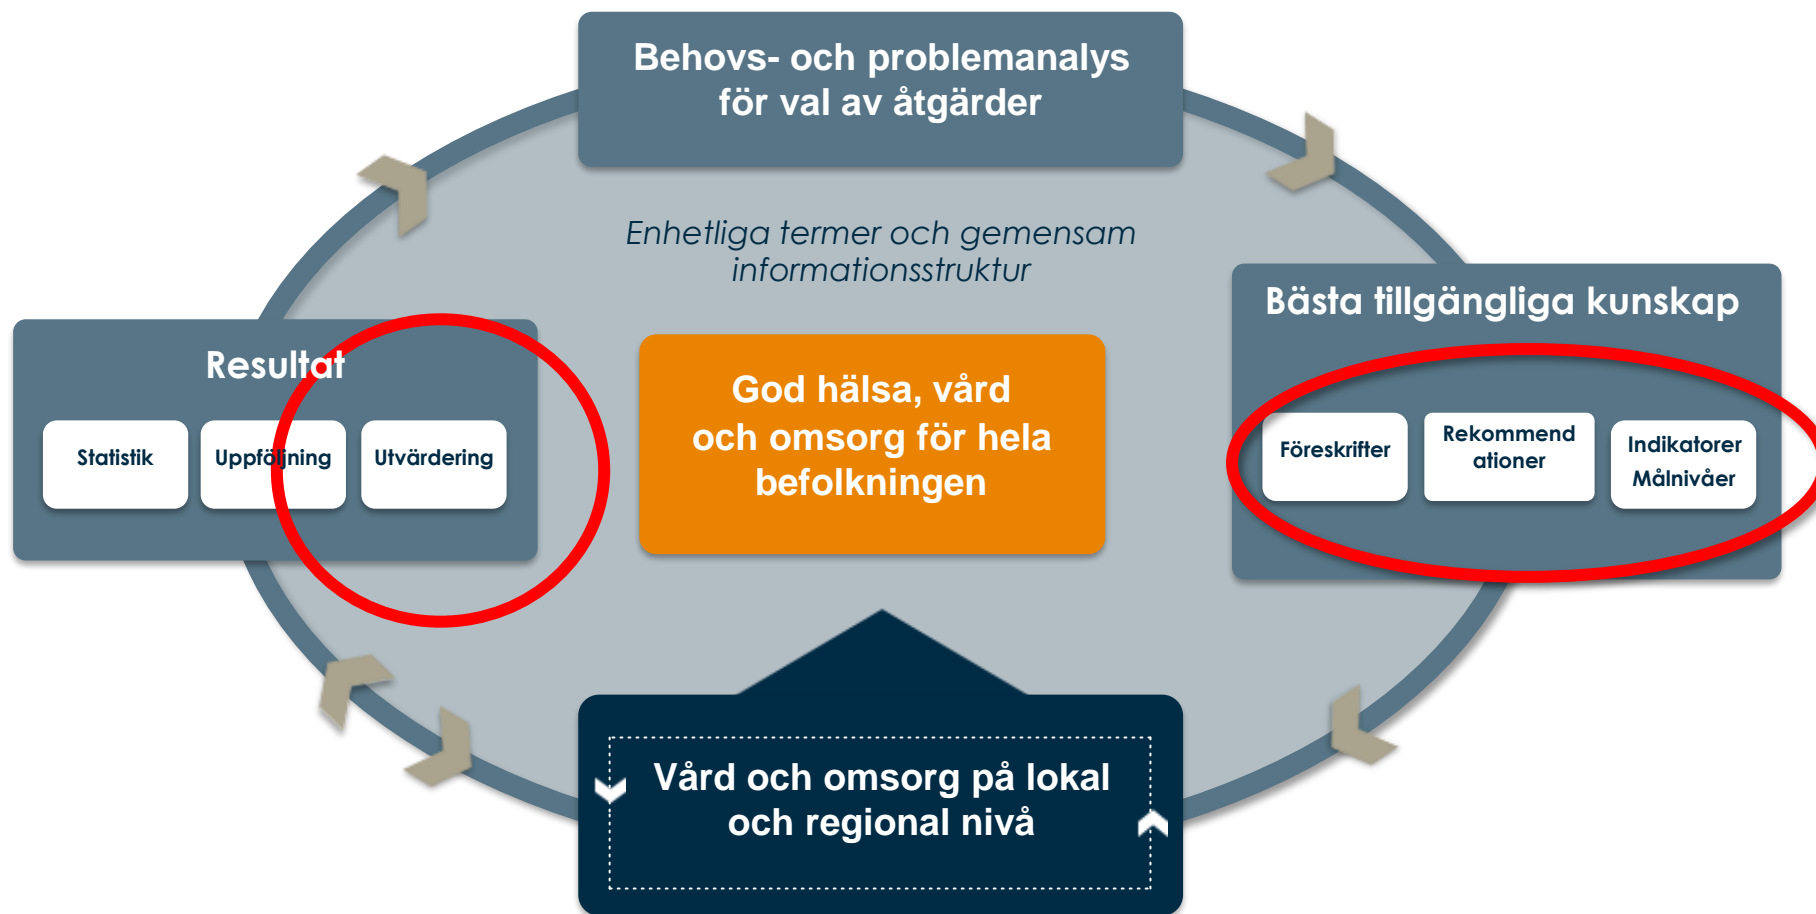 Behovs- och problemanalys
för val av åtgärder
Enhetliga termer och gemensam
informationsstruktur
Resultat
Statistik
Uppföljning
Utvärdering
God hälsa, vård
och omsorg för hela
befolkningen
Bästa tillgängliga kunskap
Föreskrifter
Rekommend
ationer
Indikatorer
Målnivåer
Vård och omsorg på lokal
och regional nivå